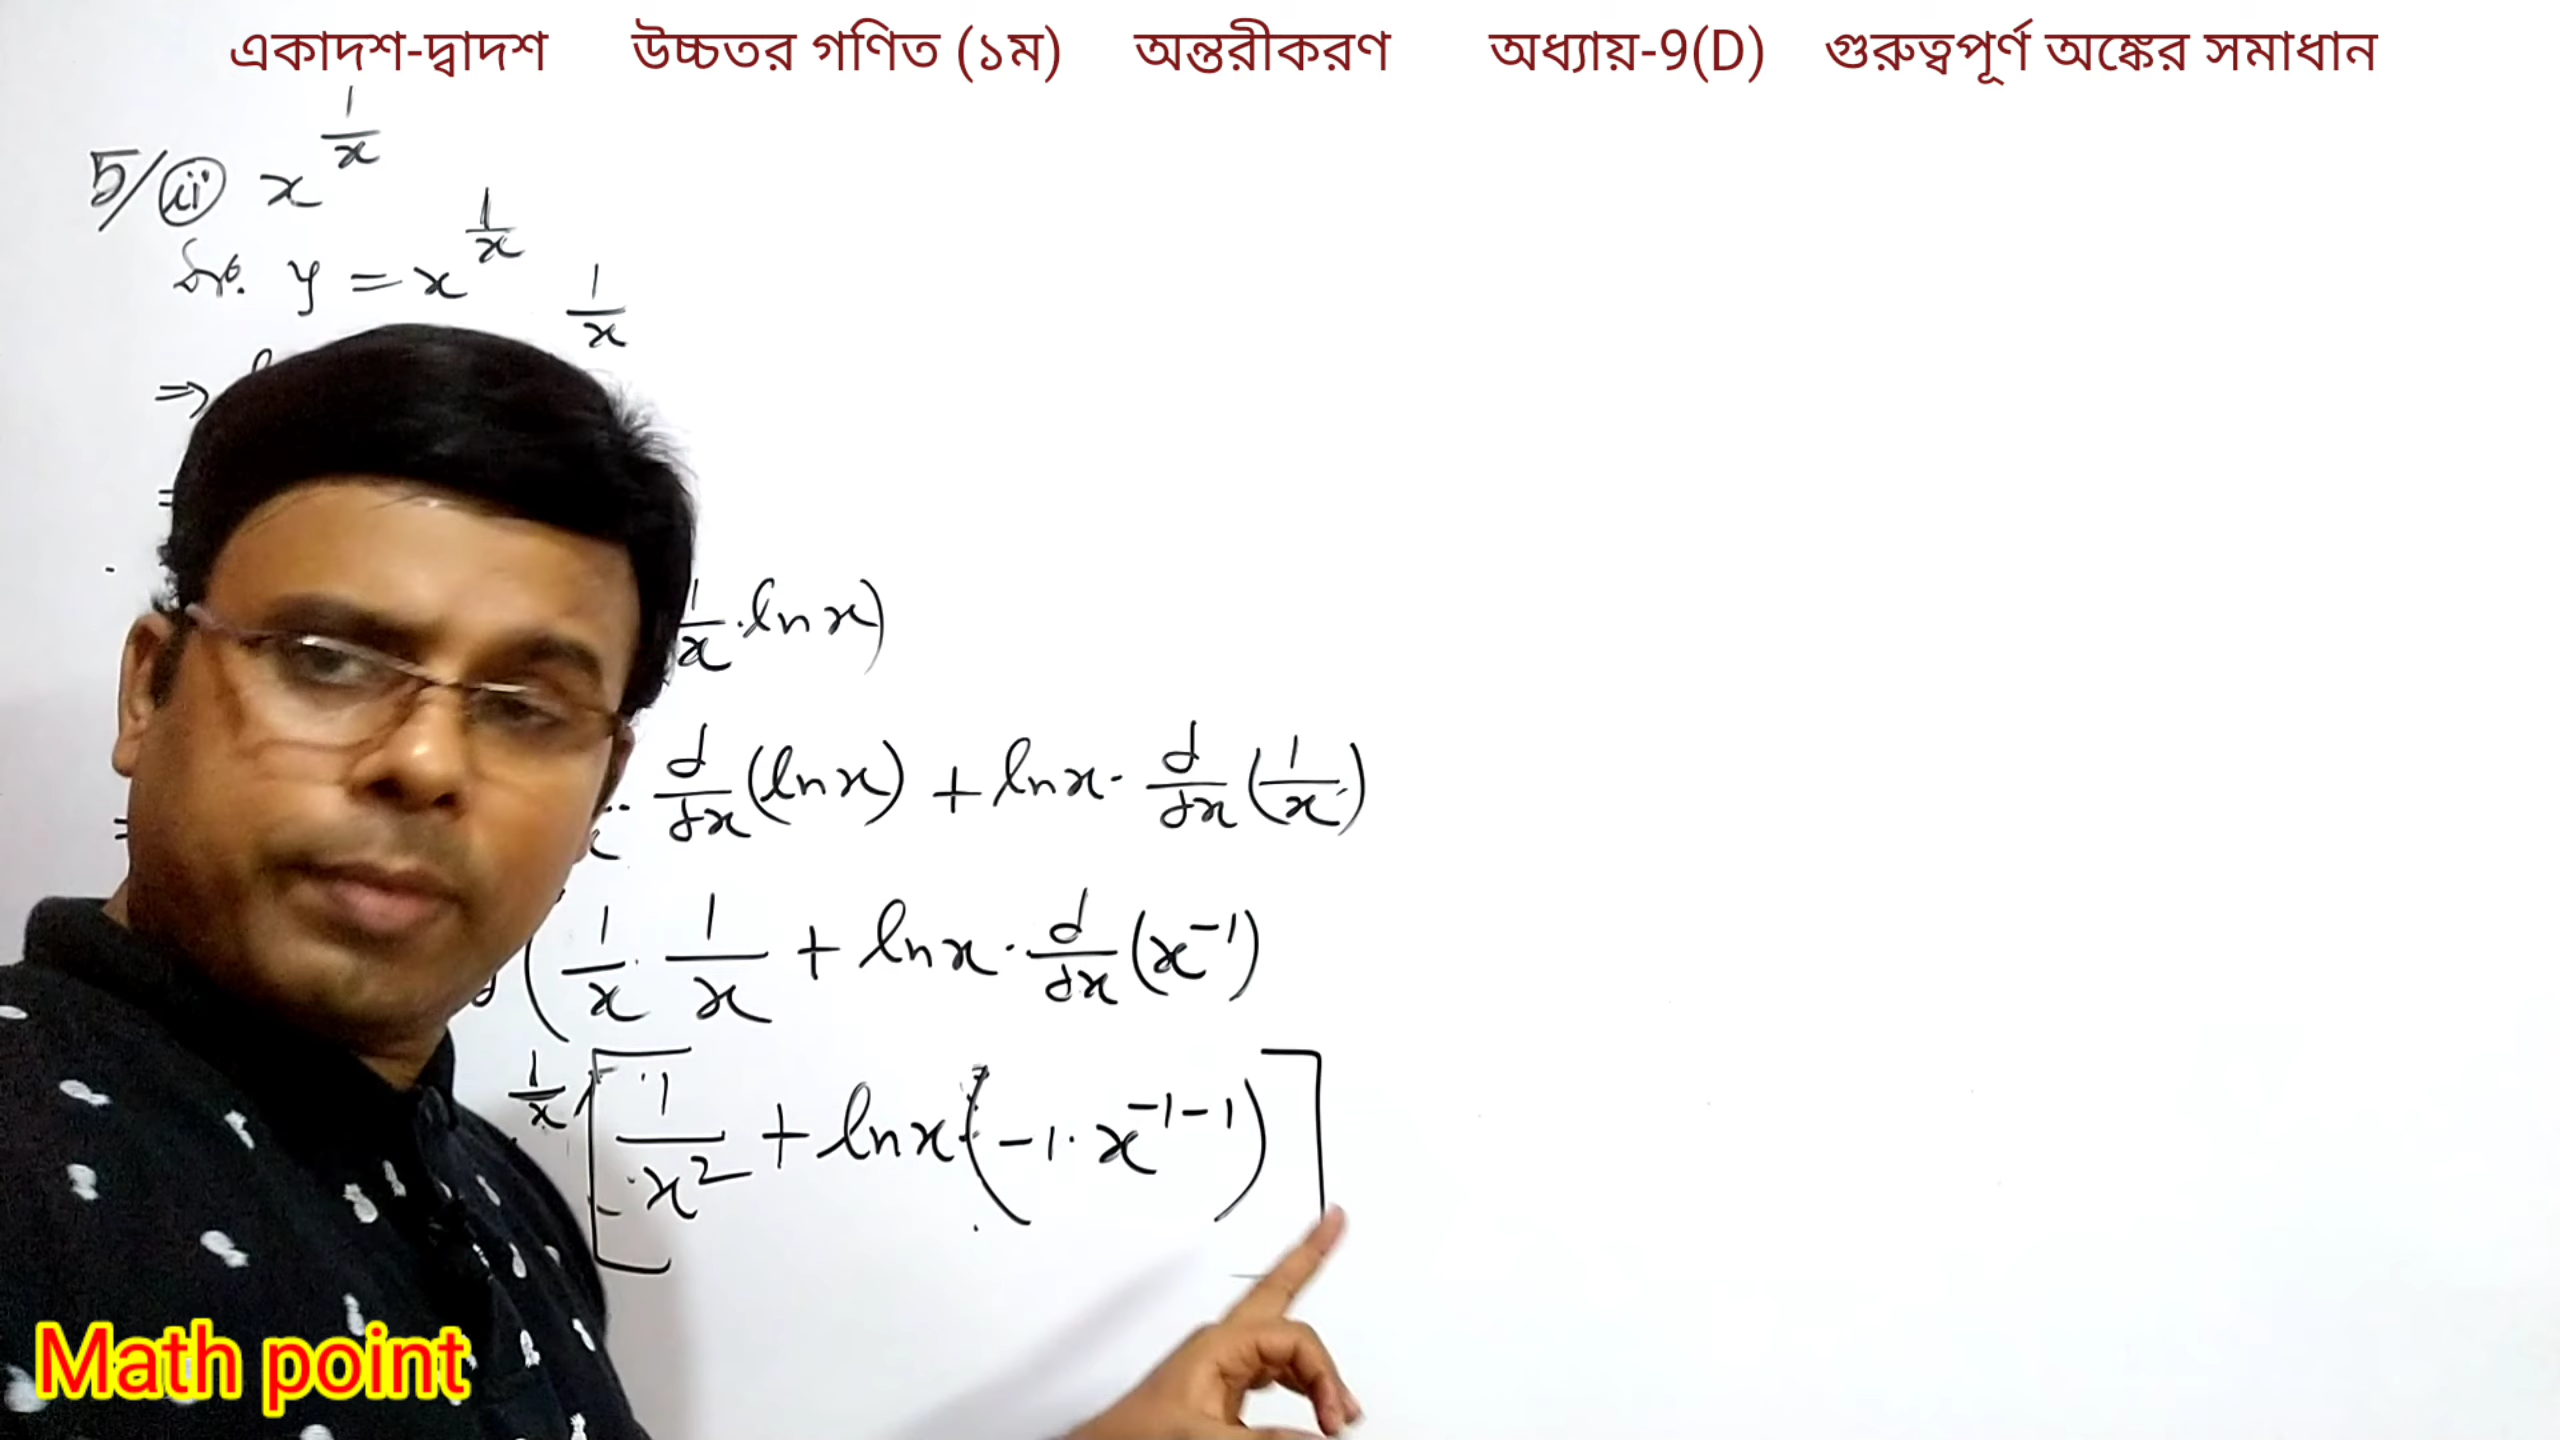 একাদশ-দ্বাদশ উচ্চতর গণিত (১ম) অন্তরীকরণ অধ্যায়-9(D) গুরুত্বপূর্ণ অঙ্কের সমাধান
5/(ii) x^(1/x)
y = x^(1/x)
1/x
⇒
1/x · ln x)
d/dx (ln x) + ln x · d/dx (1/x)
(1/x · 1/x + ln x · d/dx (x^-1)
1/x [1/x^2 + ln x (-1 · x^(-1-1))]
Math point